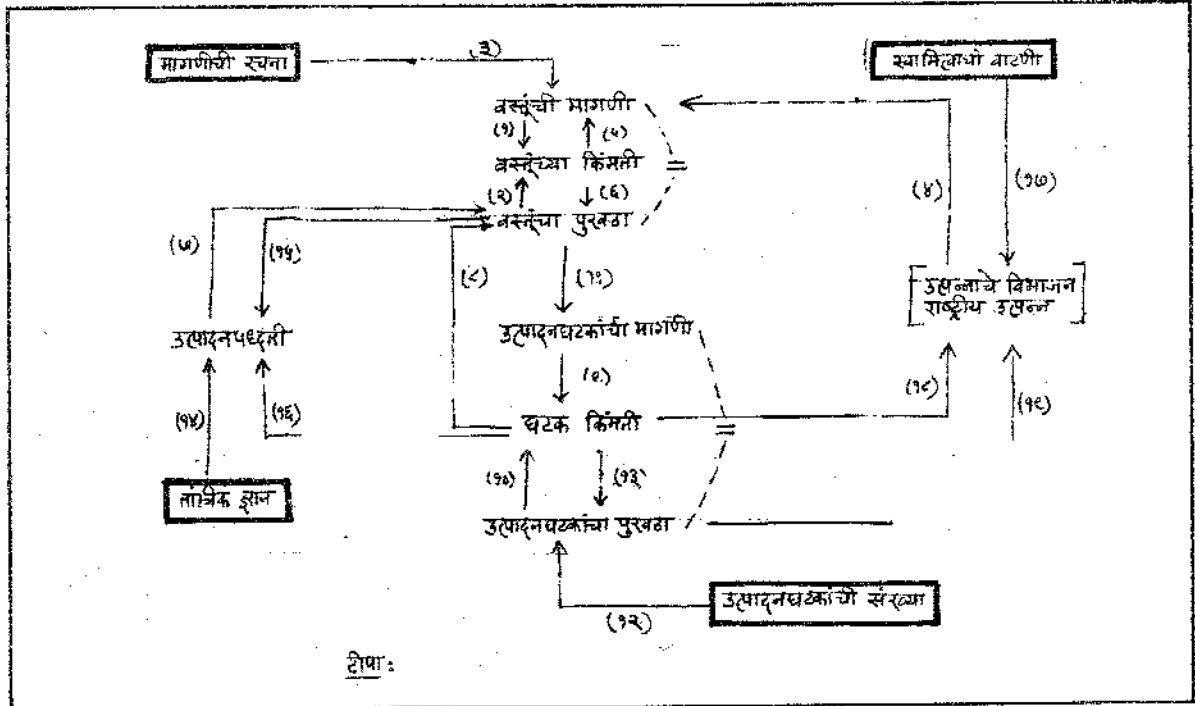 मागणीची रचना
(३)
स्वामित्वाची वाटणी
वस्तूंची मागणी
(१) (५)
वस्तूंच्या किंमती
=
(२) (६)
वस्तूंचा पुरवठा
(४)
(१७)
(७)
(१५)
(८)
(११)
[उत्पन्नाचे विभाजन
राष्ट्रीय उत्पन्न]
उत्पादनपध्दती
उत्पादनघटकांची मागणी
(९)
(१४)
(१६)
घटक किंमती
=
(१८)
(१९)
(१०) (१३)
तांत्रिक ज्ञान
उत्पादनघटकांचा पुरवठा
उत्पादनघटकांची संख्या
(१२)
टीपा: